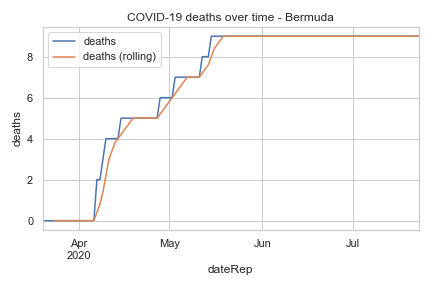 COVID-19 deaths over time - Bermuda
deaths
deaths (rolling)
deaths
8
6
4
2
0
Apr
2020
May
Jun
Jul
dateRep